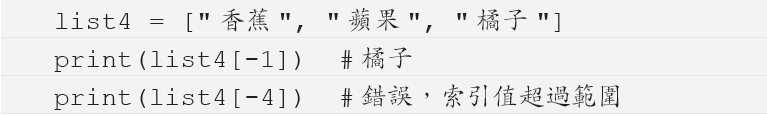 list4 = ["香蕉", "蘋果", "橘子"]
print(list4[-1])  #橘子
print(list4[-4])  #錯誤，索引值超過範圍